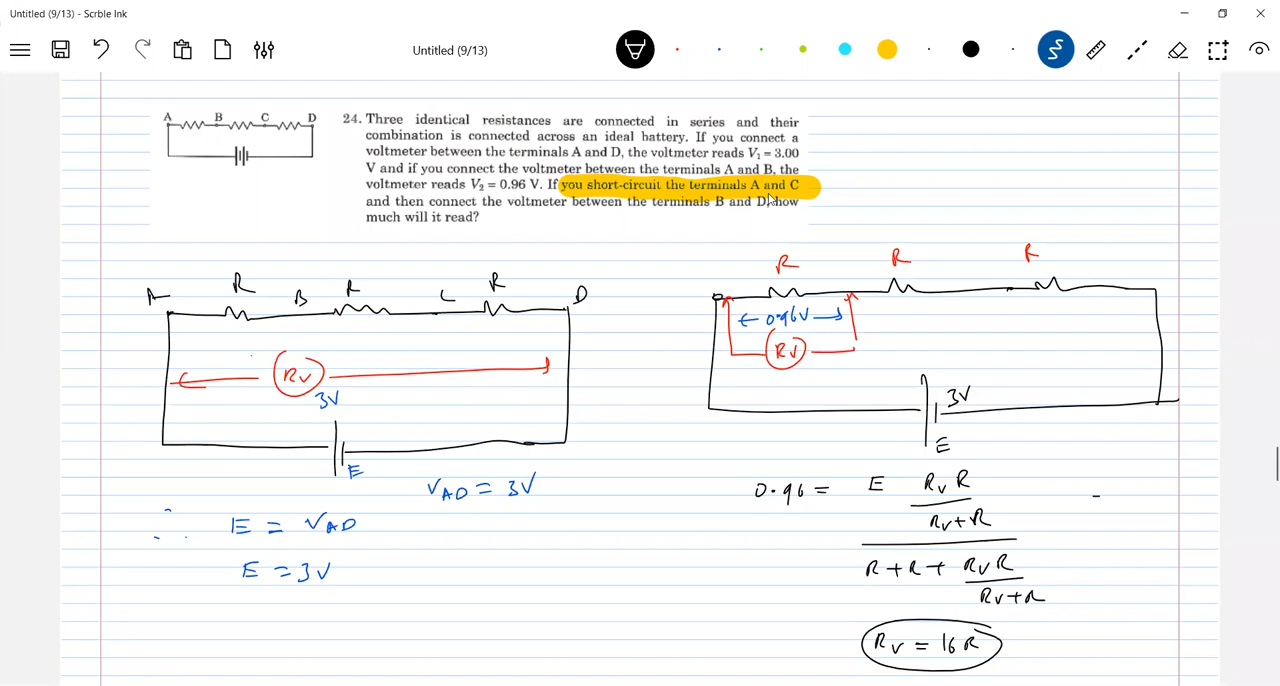 Untitled (9/13) - Scrble Ink
Untitled (9/13)
A B C D
24. Three identical resistances are connected in series and their
combination is connected across an ideal battery. If you connect a
voltmeter between the terminals A and D, the voltmeter reads V₁ = 3.00
V and if you connect the voltmeter between the terminals A and B, the
voltmeter reads V₂ = 0.96 V. If you short-circuit the terminals A and C
and then connect the voltmeter between the terminals B and D, how
much will it read?
A R B R C R D
Rv
3V
E
V_AD = 3V
∴ E = V_AD
E = 3V
R R R
← 0.96V →
Rv
3V
E
0.96 = E RvR
Rv+R
R + R + RvR
Rv+R
Rv = 16R